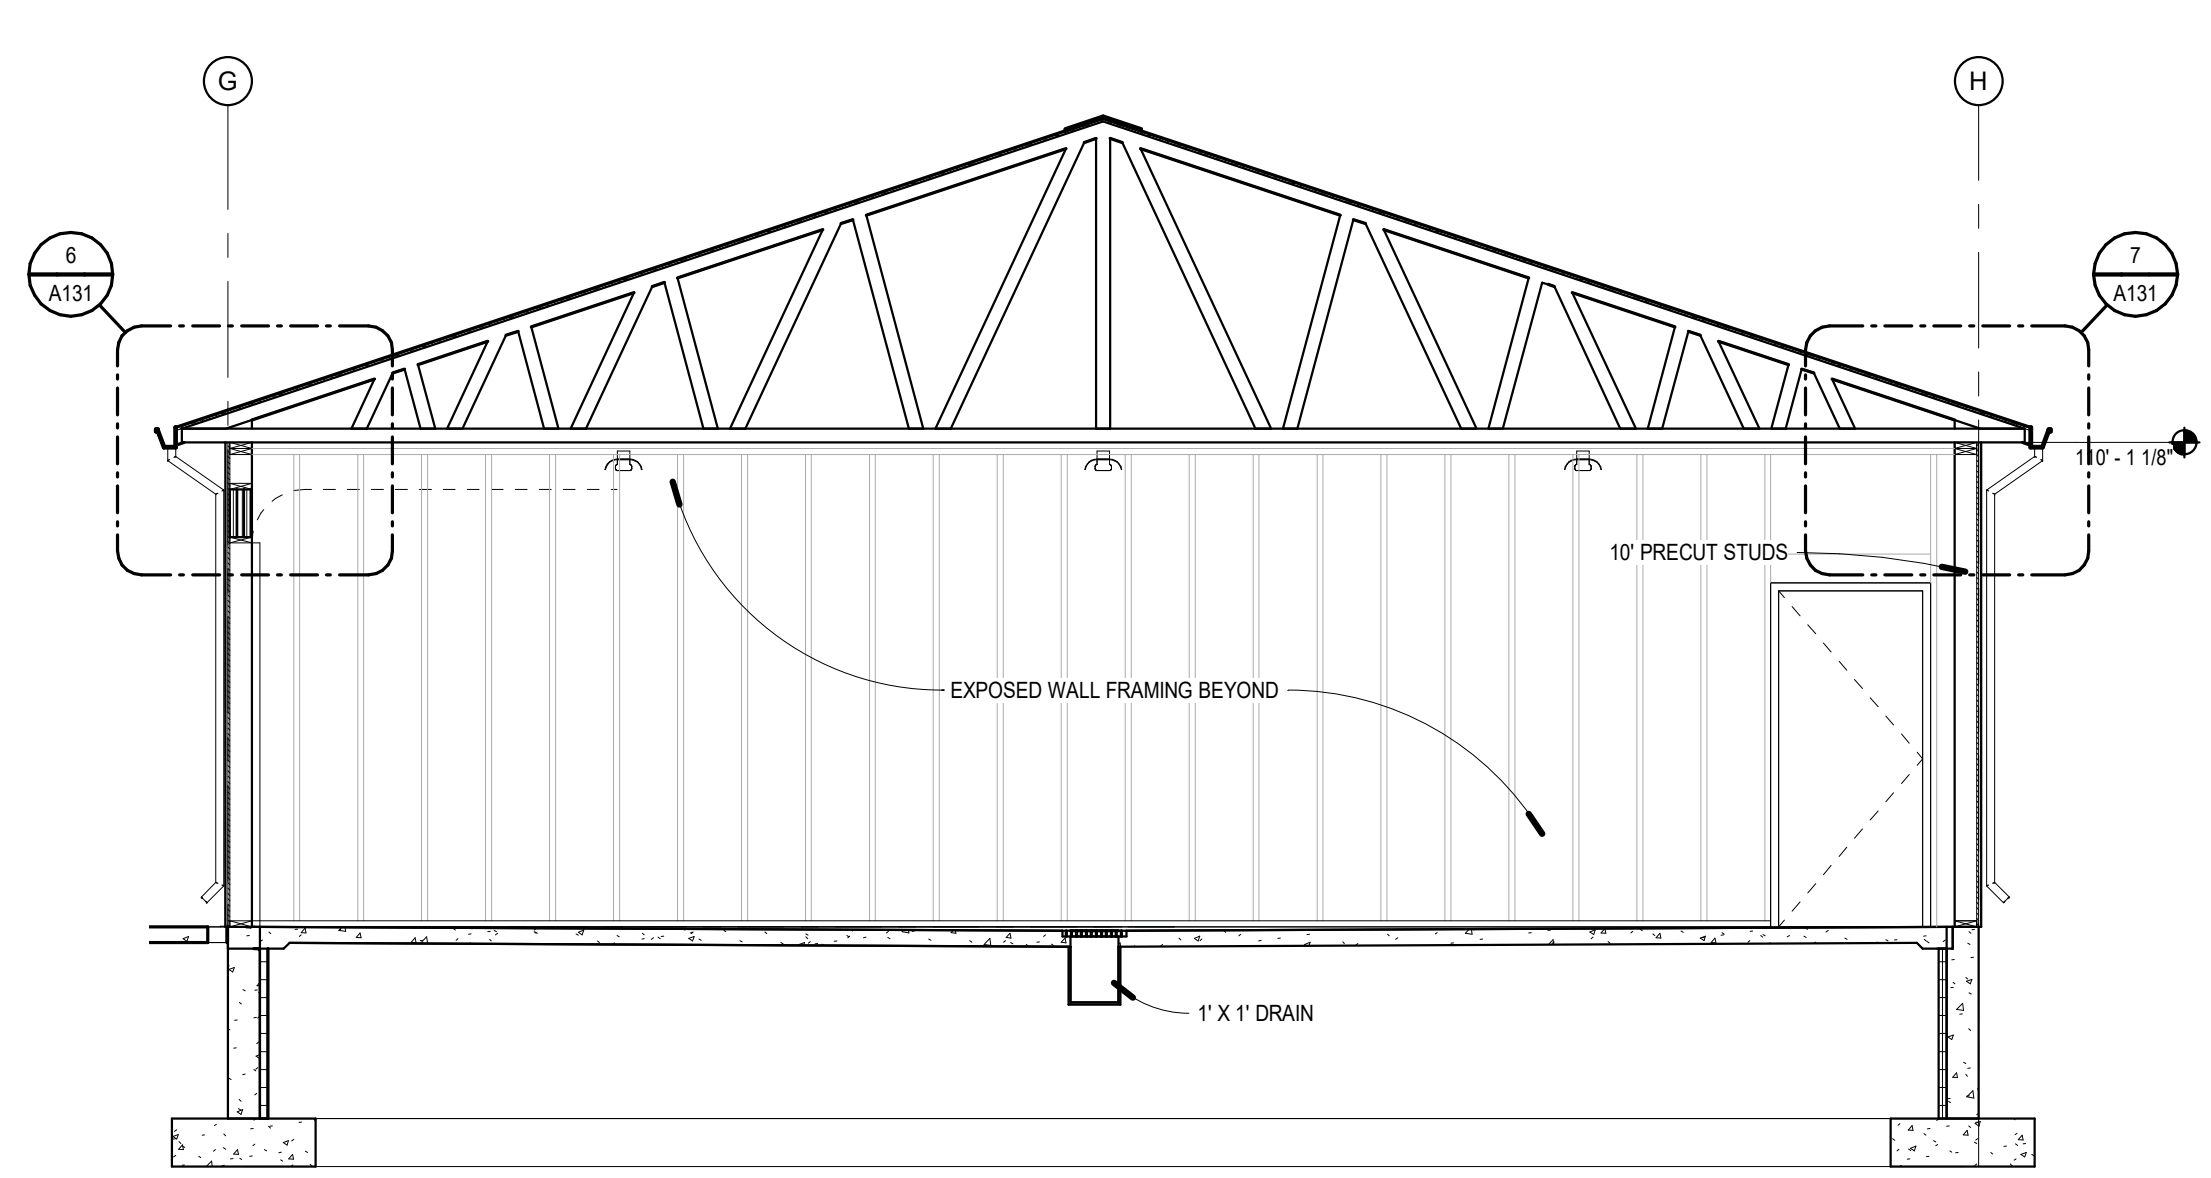 G
H
6
A131
7
A131
110' - 1 1/8"
10' PRECUT STUDS
EXPOSED WALL FRAMING BEYOND
1' X 1' DRAIN